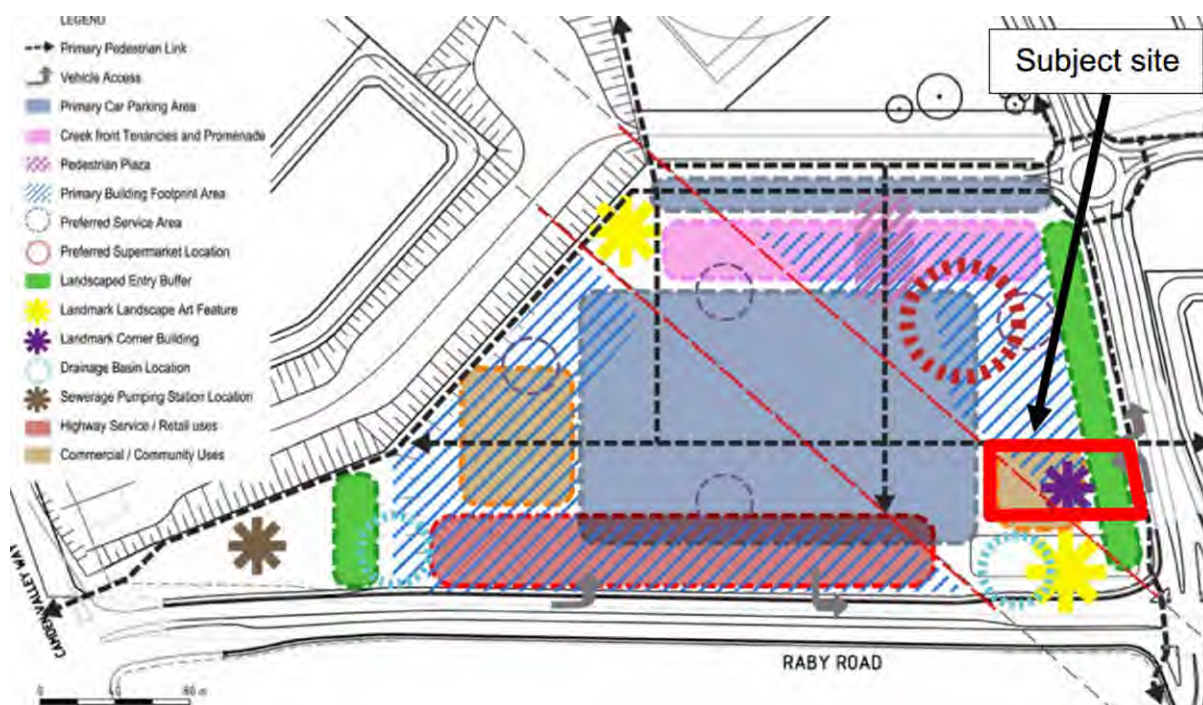 LEGEND
Primary Pedestrian Link
Vehicle Access
Primary Car Parking Area
Creek front Tenancies and Promenade
Pedestrian Plaza
Primary Building Footprint Area
Preferred Service Area
Preferred Supermarket Location
Landscaped Entry Buffer
Landmark Landscape Art Feature
Landmark Corner Building
Drainage Basin Location
Sewerage Pumping Station Location
Highway Service / Retail uses
Commercial / Community Uses
Subject site
CAMDEN VALLEY WAY
RABY ROAD
0 40 80 m